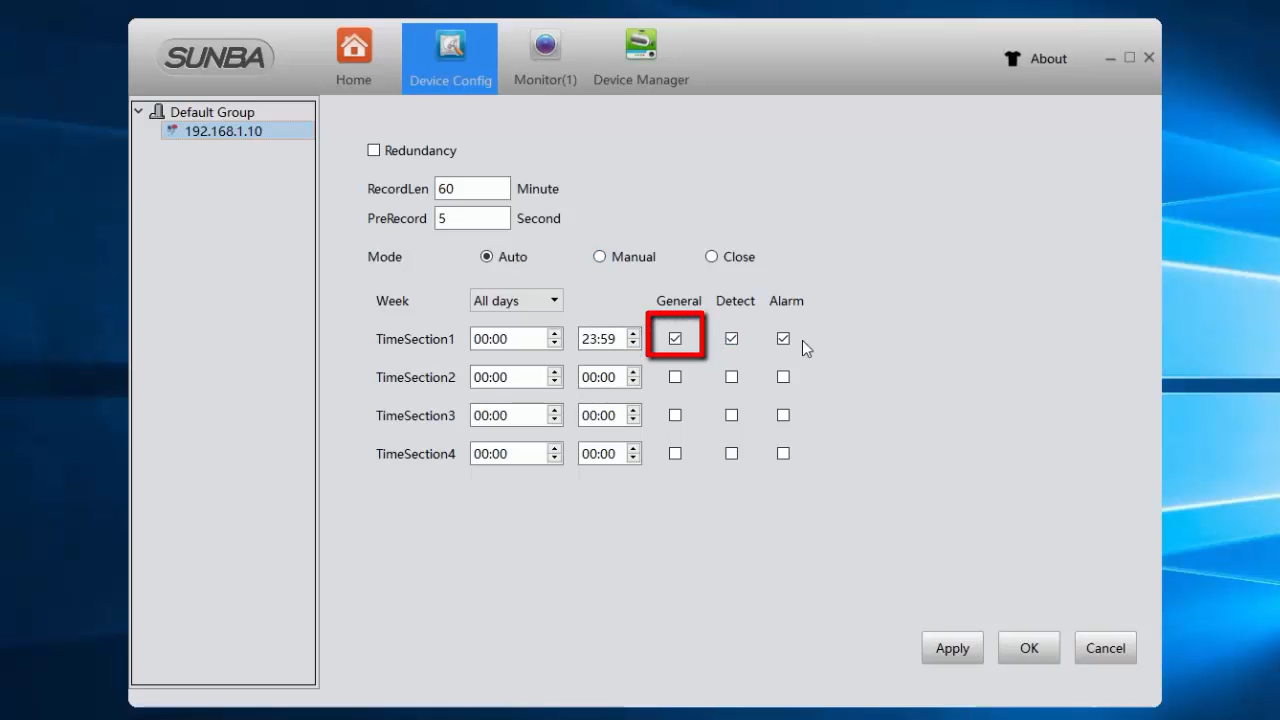 SUNBA
Home
Device Config
Monitor(1)
Device Manager
About
Default Group
192.168.1.10
Redundancy
RecordLen 60 Minute
PreRecord 5 Second
Mode Auto Manual Close
Week All days General Detect Alarm
TimeSection1 00:00 23:59
TimeSection2 00:00 00:00
TimeSection3 00:00 00:00
TimeSection4 00:00 00:00
Apply OK Cancel